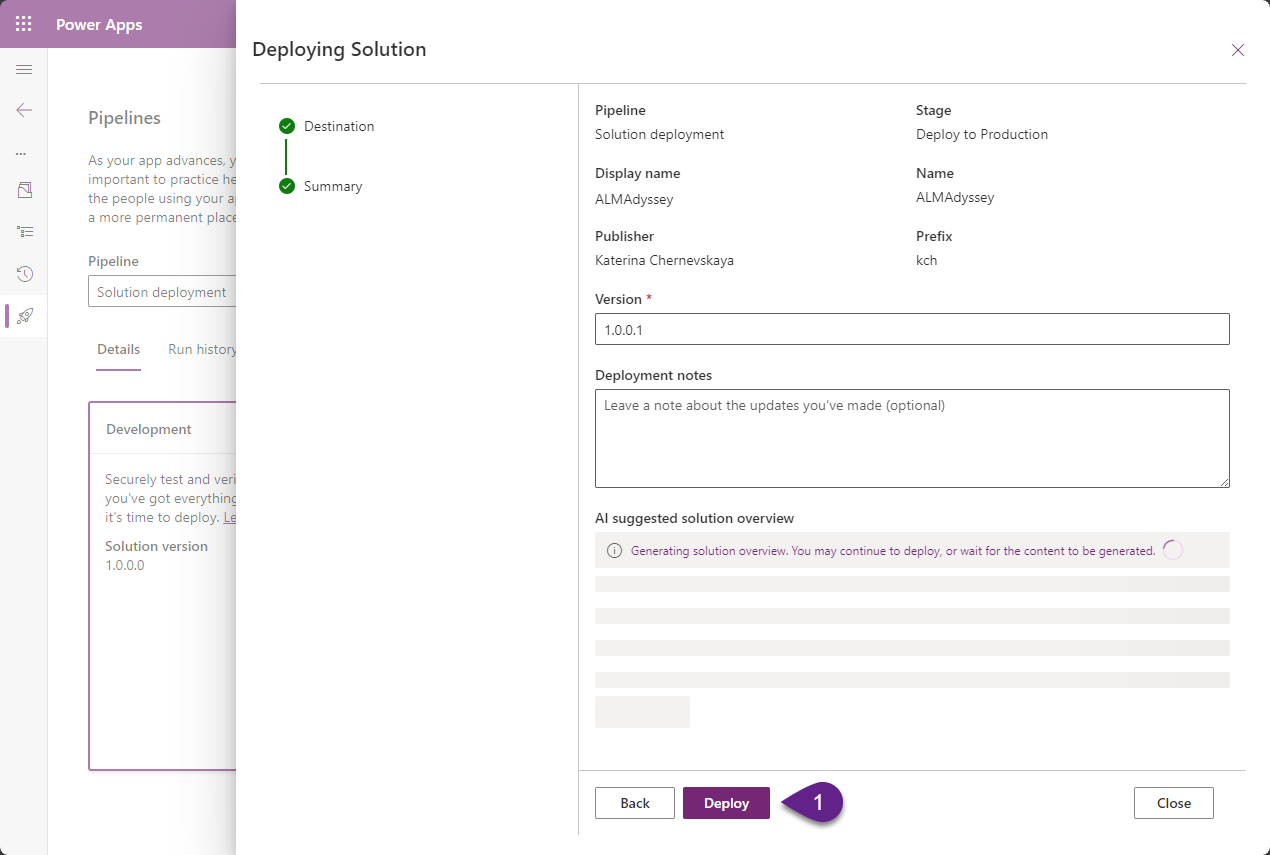 Power Apps
Deploying Solution
Pipelines
As your app advances, y
important to practice he
the people using your a
a more permanent place
Pipeline
Solution deployment
Details Run history
Development
Securely test and veri
you've got everything
it's time to deploy. Le
Solution version
1.0.0.0
Destination
Summary
Pipeline Stage
Solution deployment Deploy to Production
Display name Name
ALMAdyssey ALMAdyssey
Publisher Prefix
Katerina Chernevskaya kch
Version *
1.0.0.1
Deployment notes
Leave a note about the updates you've made (optional)
AI suggested solution overview
Generating solution overview. You may continue to deploy, or wait for the content to be generated.
Back Deploy 1 Close